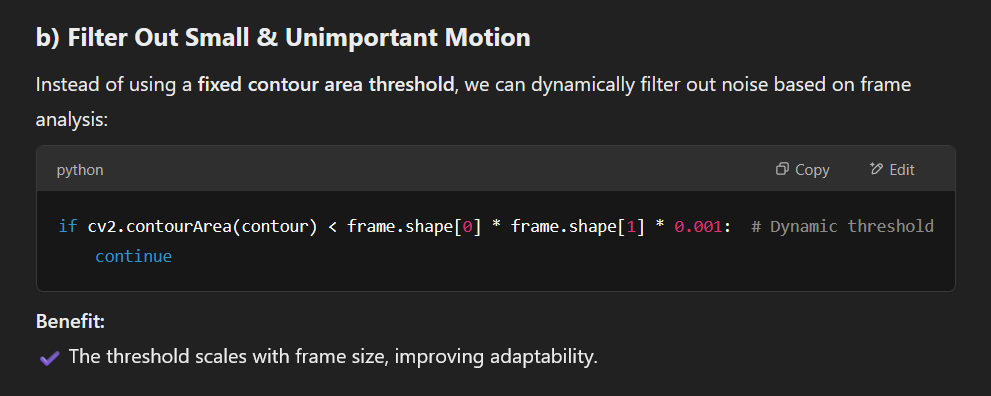 b) Filter Out Small & Unimportant Motion
Instead of using a fixed contour area threshold, we can dynamically filter out noise based on frame
analysis:
python
Copy
Edit
if cv2.contourArea(contour) < frame.shape[0] * frame.shape[1] * 0.001:  # Dynamic threshold
    continue
Benefit:
✔ The threshold scales with frame size, improving adaptability.